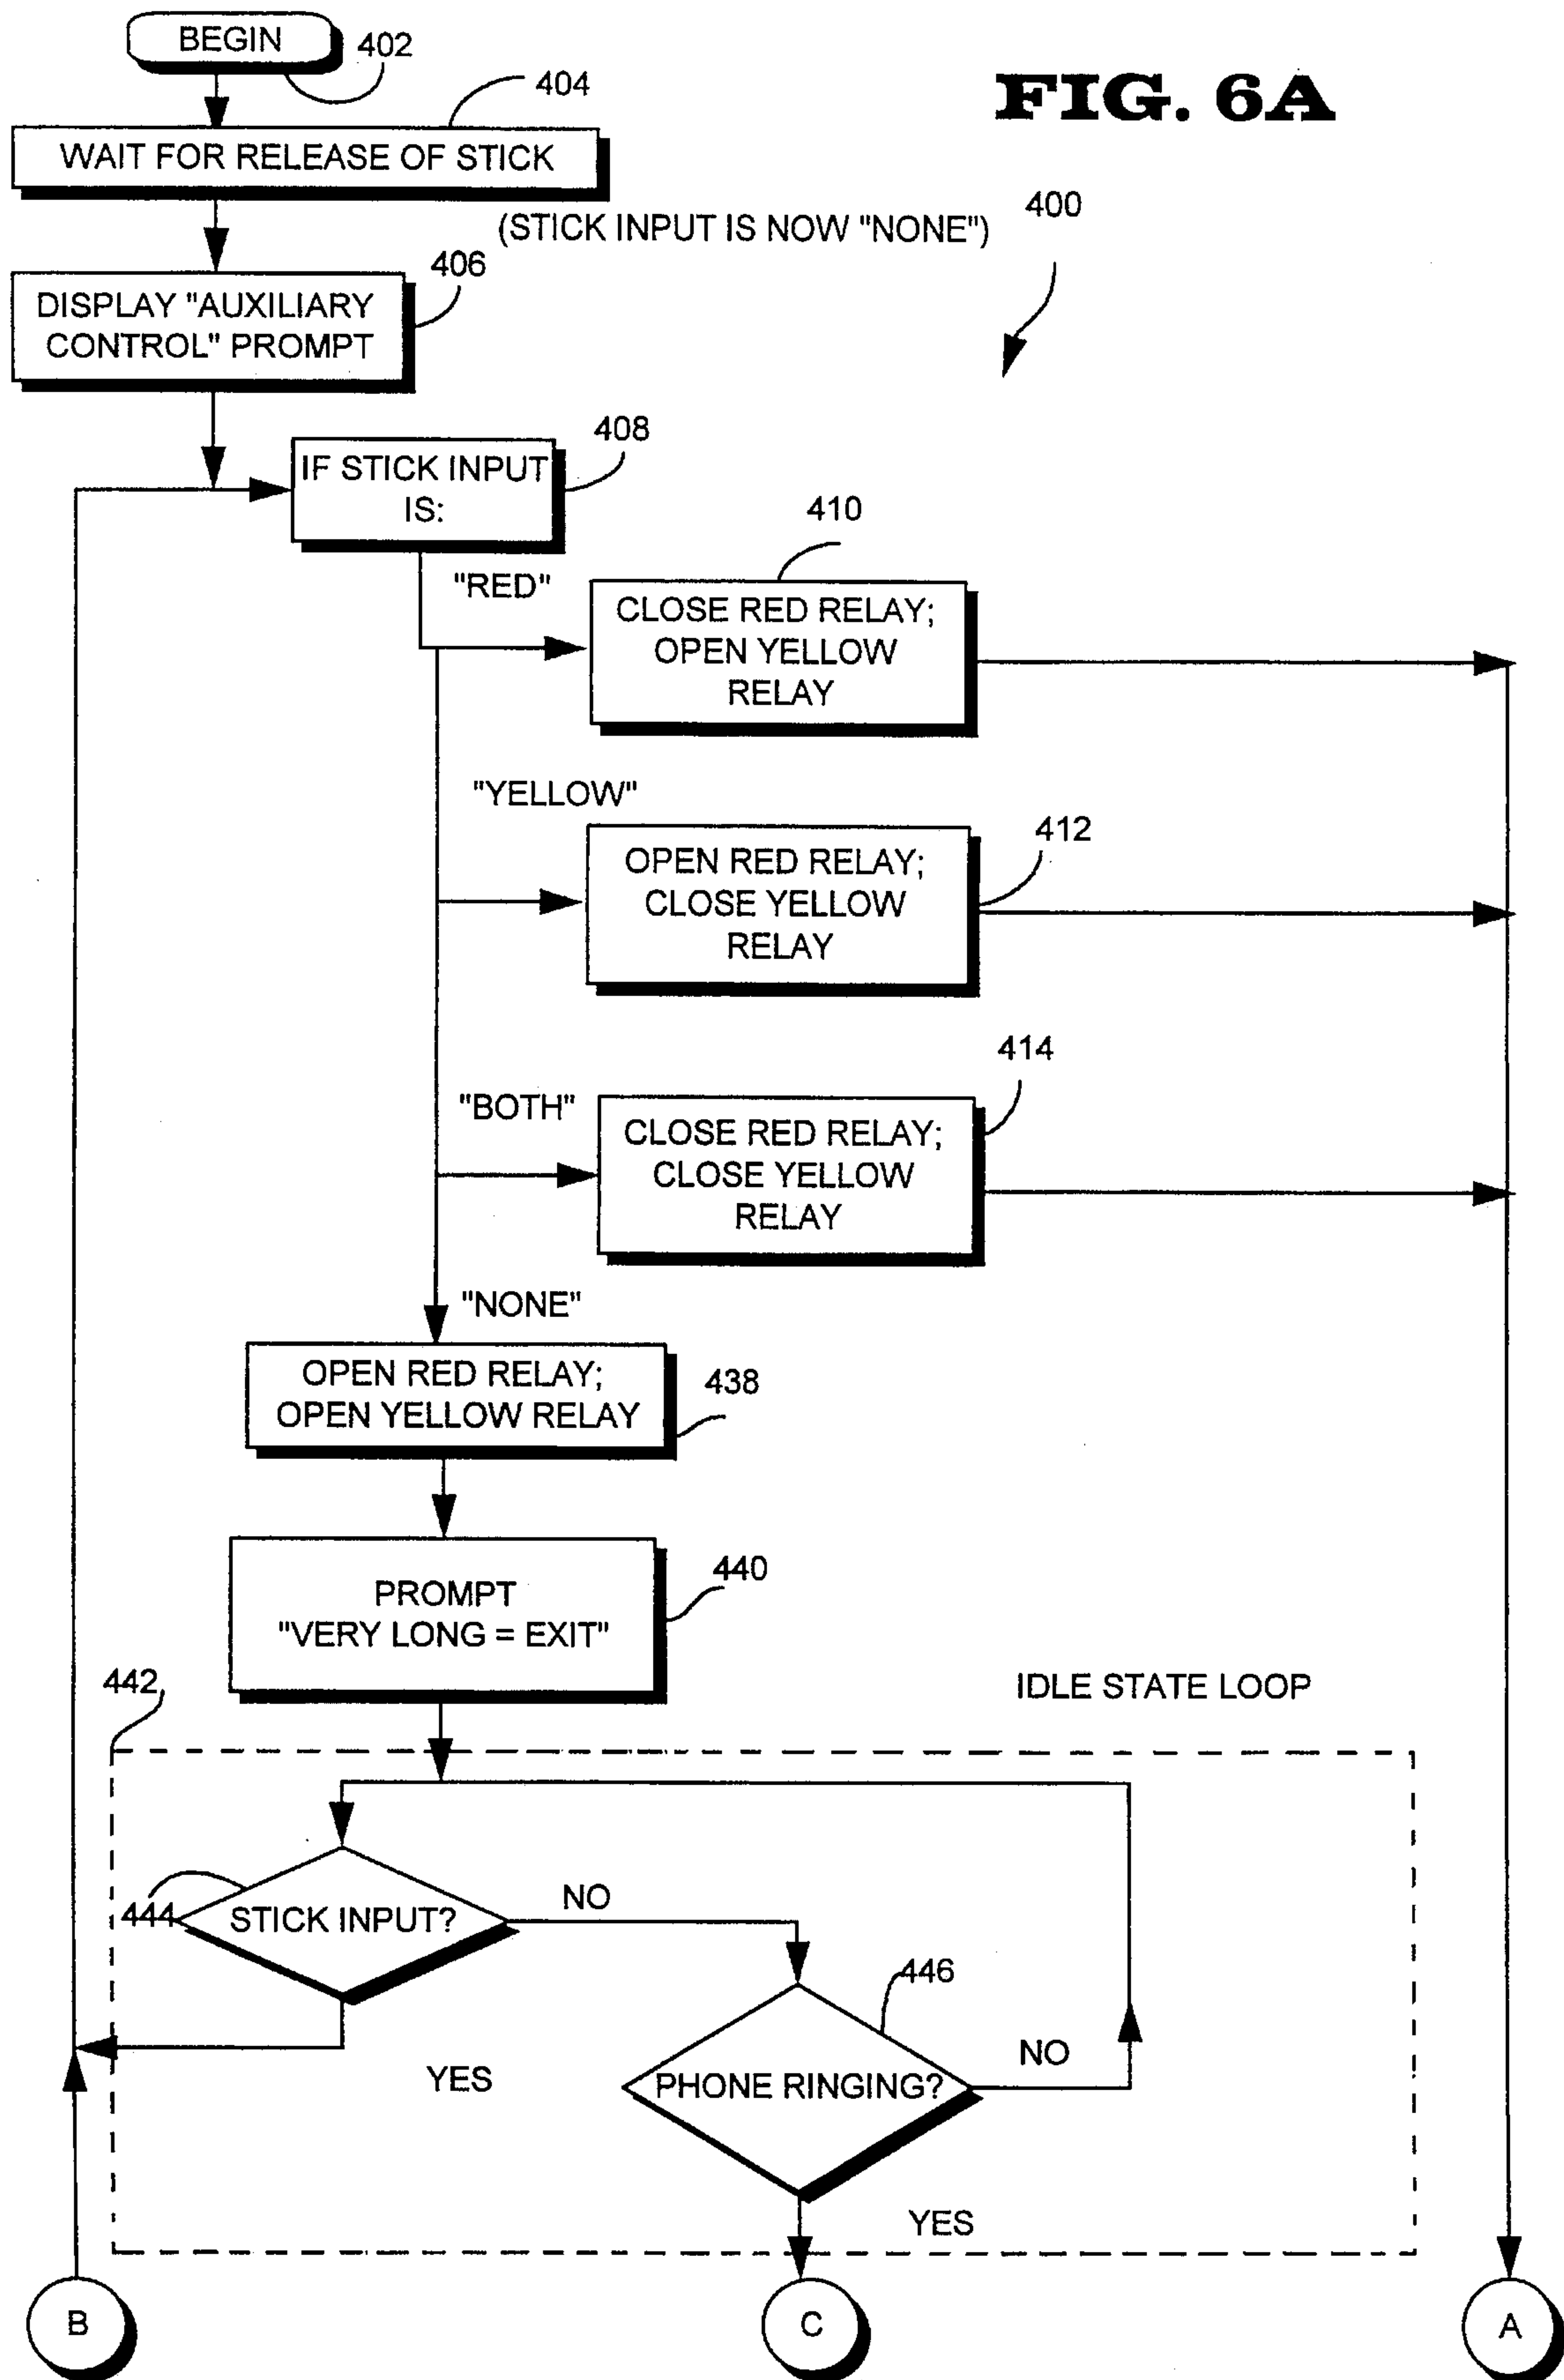 BEGIN
402
FIG. 6A
404
WAIT FOR RELEASE OF STICK
(STICK INPUT IS NOW "NONE")
400
406
DISPLAY "AUXILIARY
CONTROL" PROMPT
408
IF STICK INPUT
IS:
410
"RED"
CLOSE RED RELAY;
OPEN YELLOW
RELAY
"YELLOW"
412
OPEN RED RELAY;
CLOSE YELLOW
RELAY
414
"BOTH"
CLOSE RED RELAY;
CLOSE YELLOW
RELAY
"NONE"
OPEN RED RELAY;
OPEN YELLOW RELAY
438
PROMPT
"VERY LONG = EXIT"
440
442
IDLE STATE LOOP
444
STICK INPUT?
NO
446
YES
PHONE RINGING?
NO
YES
B
C
A